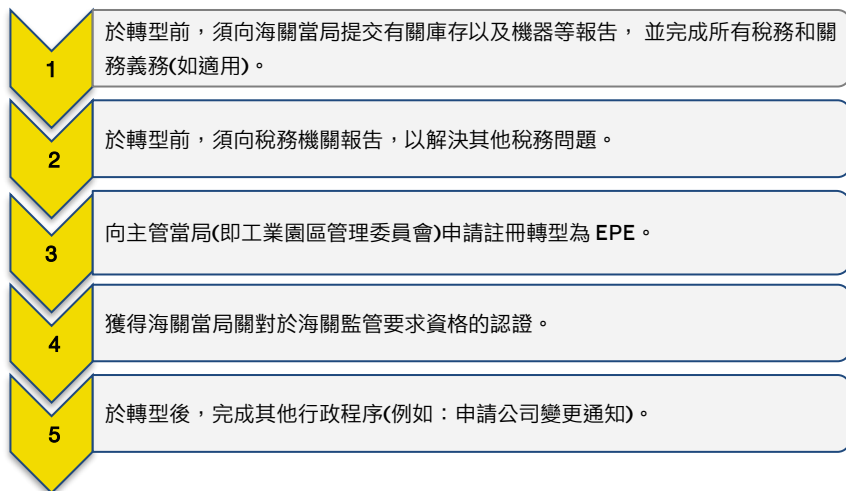 1
於轉型前，須向海關當局提交有關庫存以及機器等報告， 並完成所有稅務和關
務義務(如適用)。
2
於轉型前，須向稅務機關報告，以解決其他稅務問題。
3
向主管當局(即工業園區管理委員會)申請註冊轉型為 EPE。
4
獲得海關當局關對於海關監管要求資格的認證。
5
於轉型後，完成其他行政程序(例如：申請公司變更通知)。